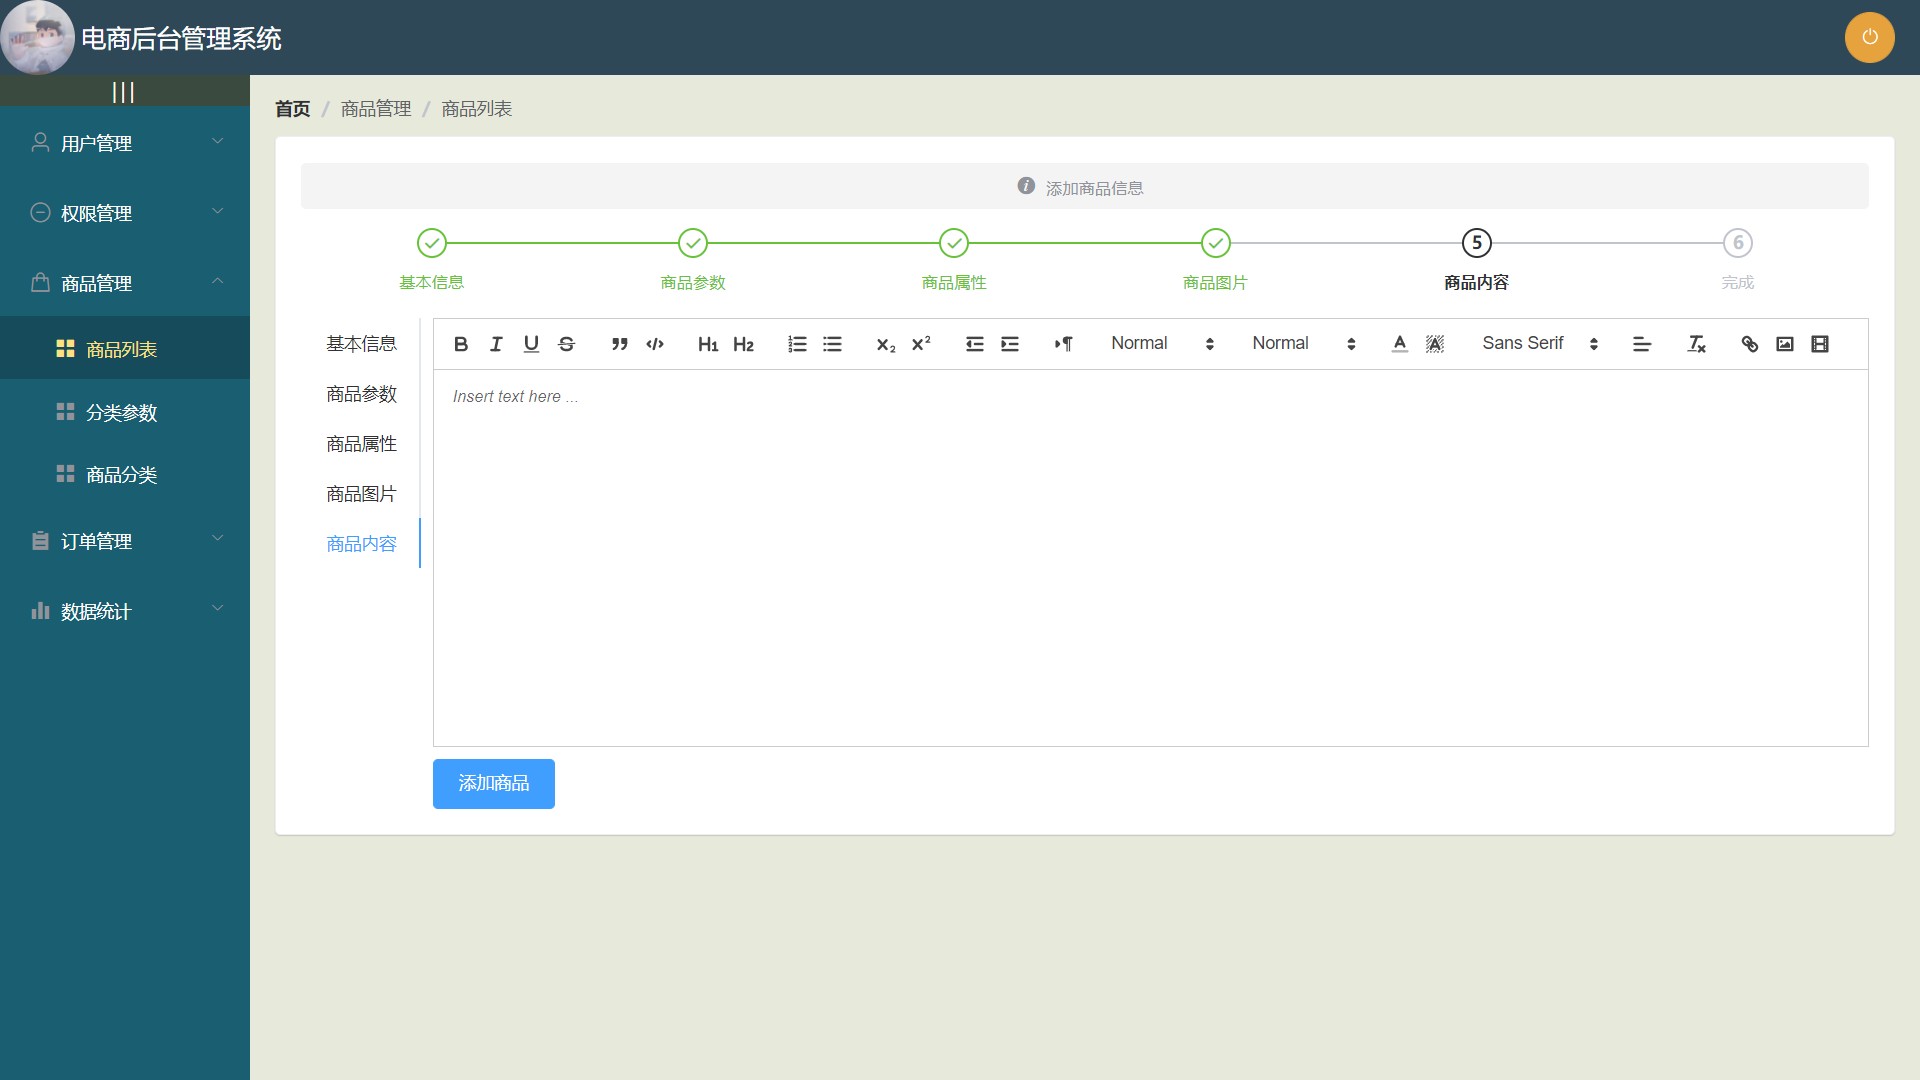 电商后台管理系统
|||
用户管理
权限管理
商品管理
商品列表
分类参数
商品分类
订单管理
数据统计
首页 / 商品管理 / 商品列表
添加商品信息
基本信息 商品参数 商品属性 商品图片 5 商品内容 6 完成
基本信息
商品参数
商品属性
商品图片
商品内容
B I U S H1 H2 x2 x2 Normal Normal A A Sans Serif Tx
Insert text here ...
添加商品